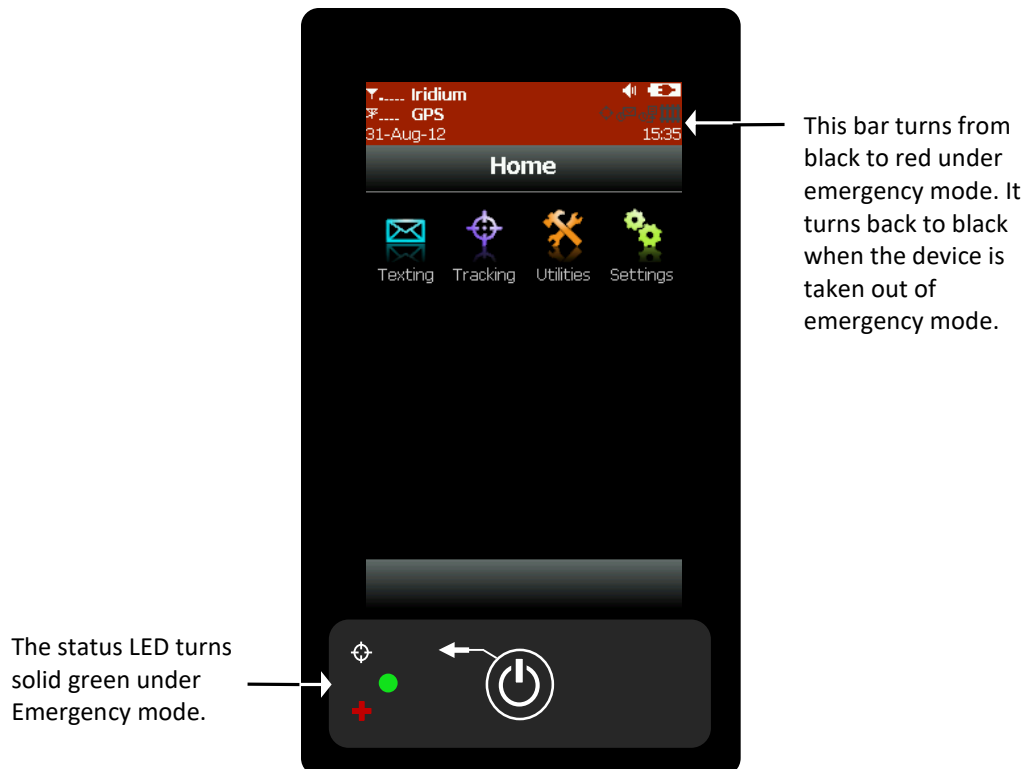 Iridium
GPS
31-Aug-12 15:35
Home
Texting Tracking Utilities Settings
This bar turns from
black to red under
emergency mode. It
turns back to black
when the device is
taken out of
emergency mode.
The status LED turns
solid green under
Emergency mode.